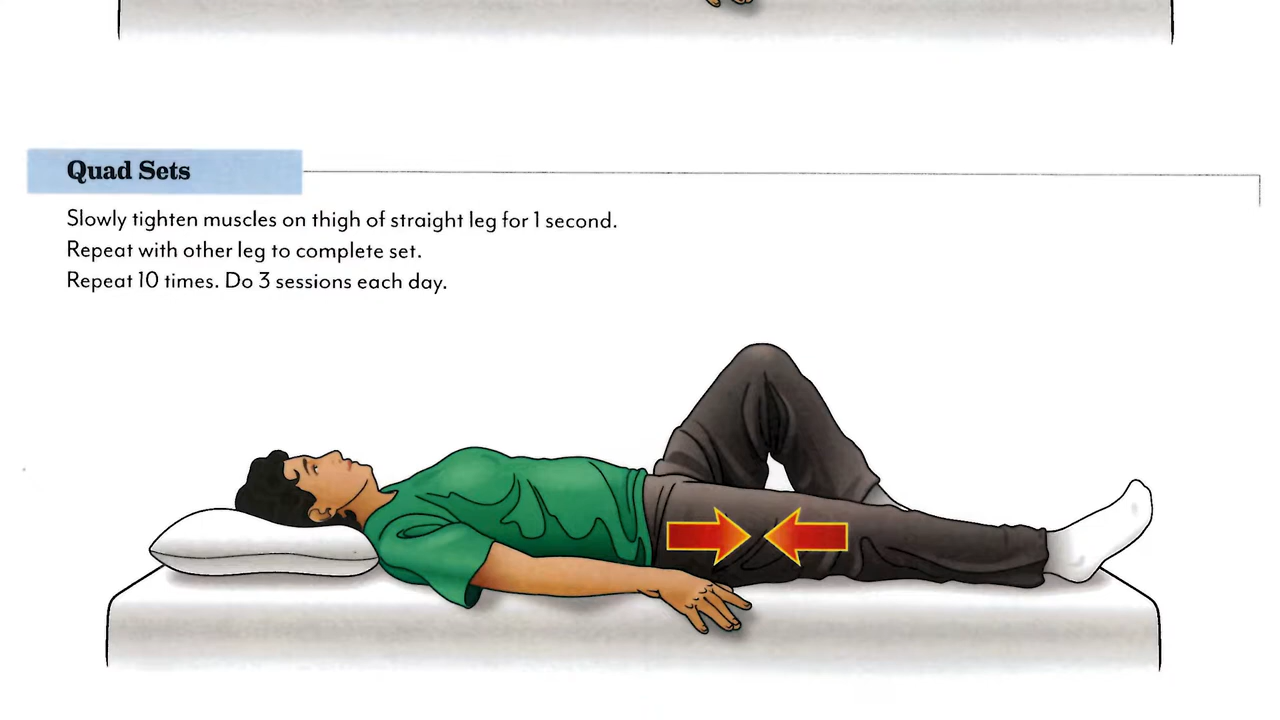 Quad Sets
Slowly tighten muscles on thigh of straight leg for 1 second.
Repeat with other leg to complete set.
Repeat 10 times. Do 3 sessions each day.